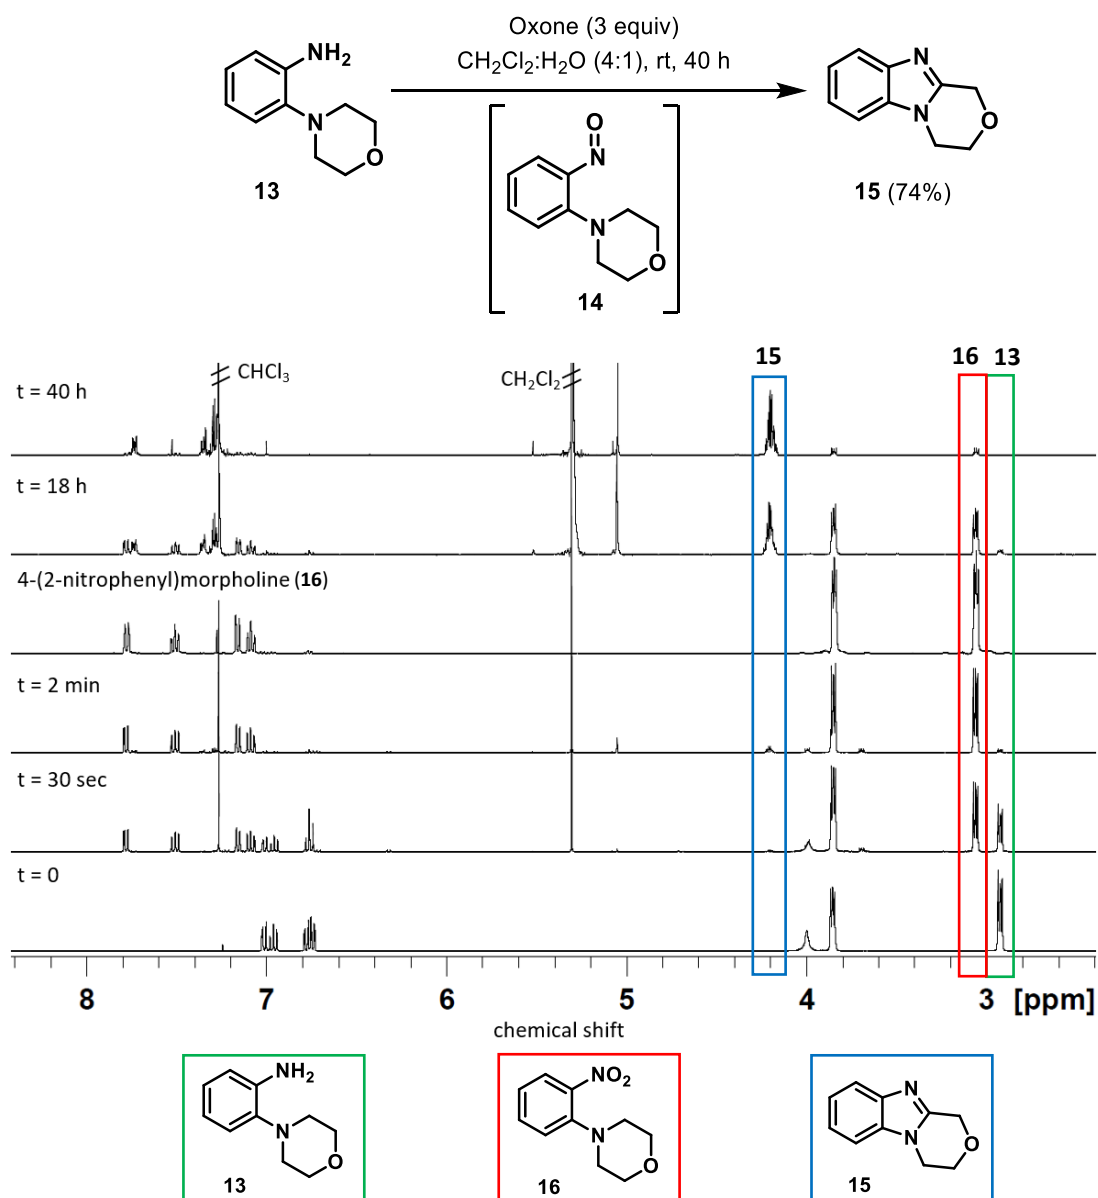 Oxone (3 equiv)
CH₂Cl₂:H₂O (4:1), rt, 40 h
NH₂
N
O
13
O
N
N
O
14
N
N
O
15 (74%)
15
16
13
CHCl₃
CH₂Cl₂
t = 40 h
t = 18 h
4-(2-nitrophenyl)morpholine (16)
t = 2 min
t = 30 sec
t = 0
8 7 6 5 4 3 [ppm]
chemical shift
NH₂
N
O
13
NO₂
N
O
16
N
N
O
15